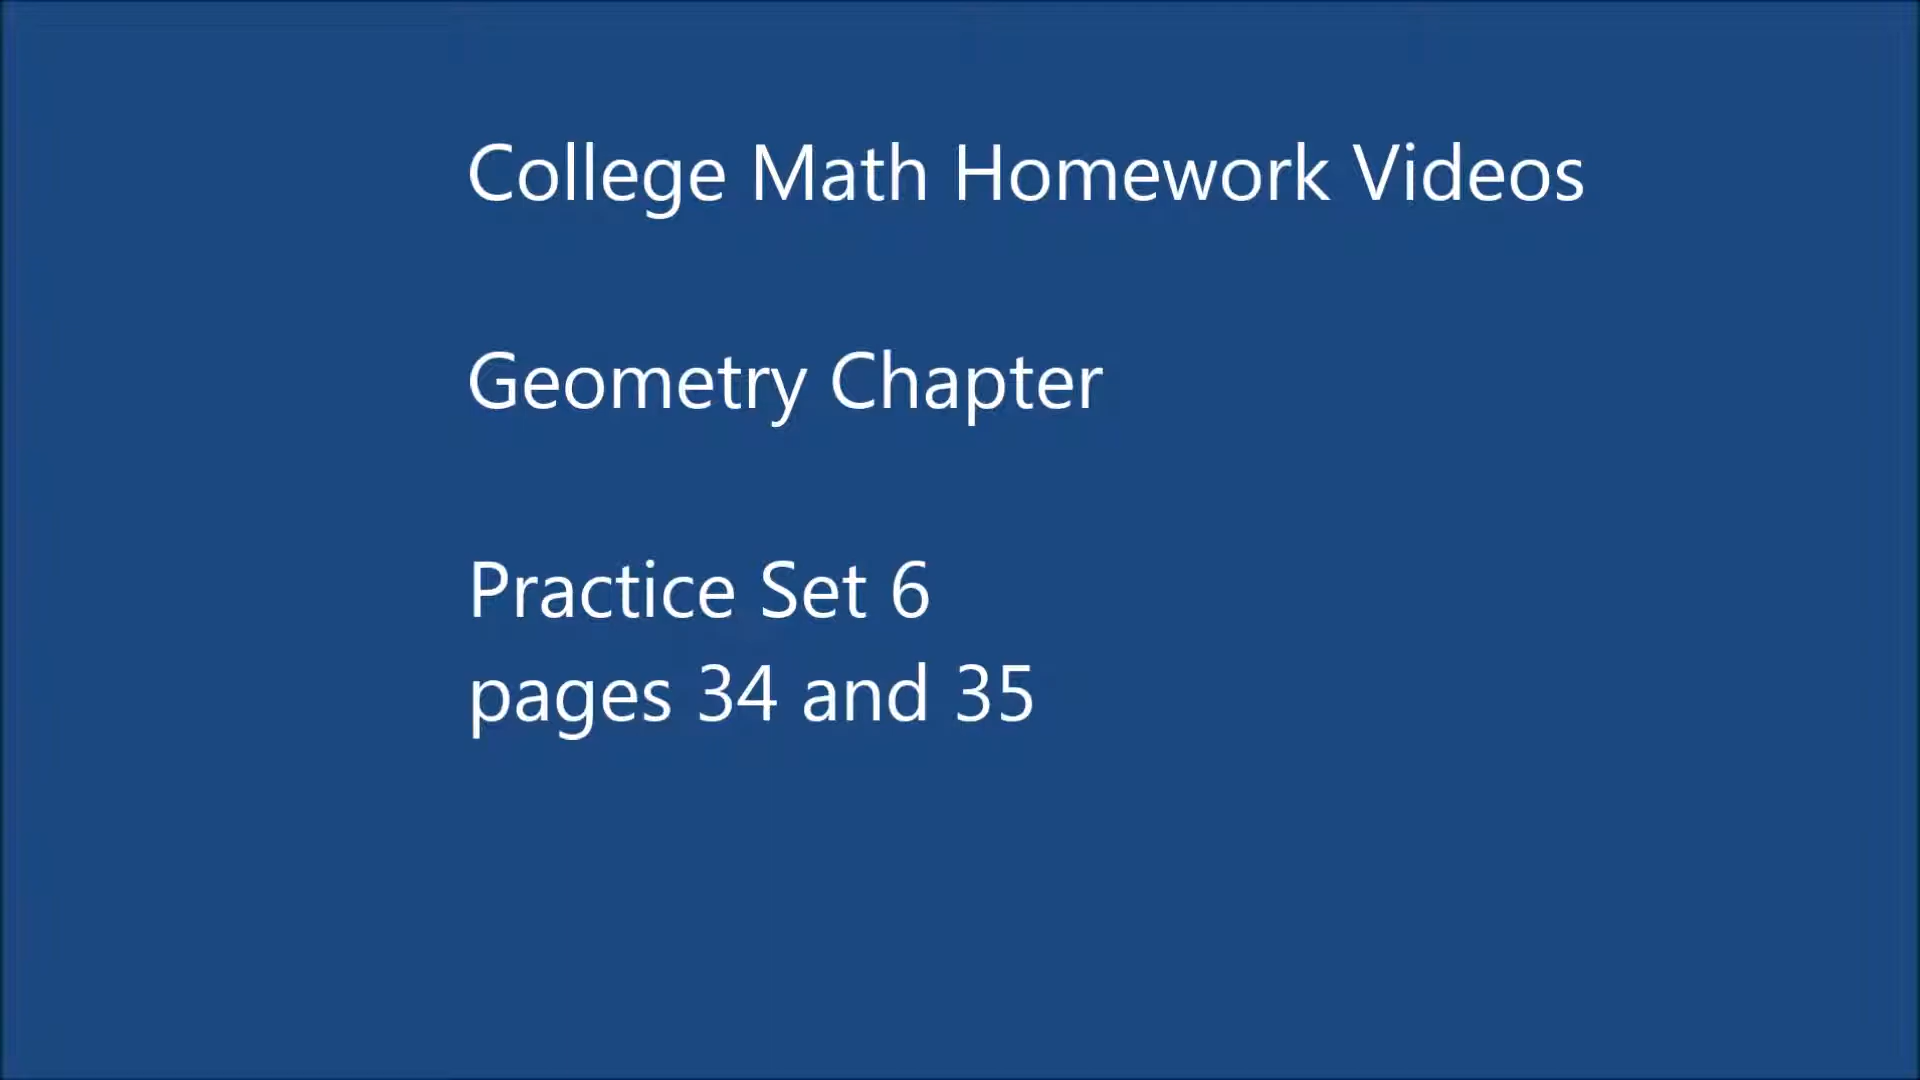 College Math Homework Videos
Geometry Chapter
Practice Set 6
pages 34 and 35